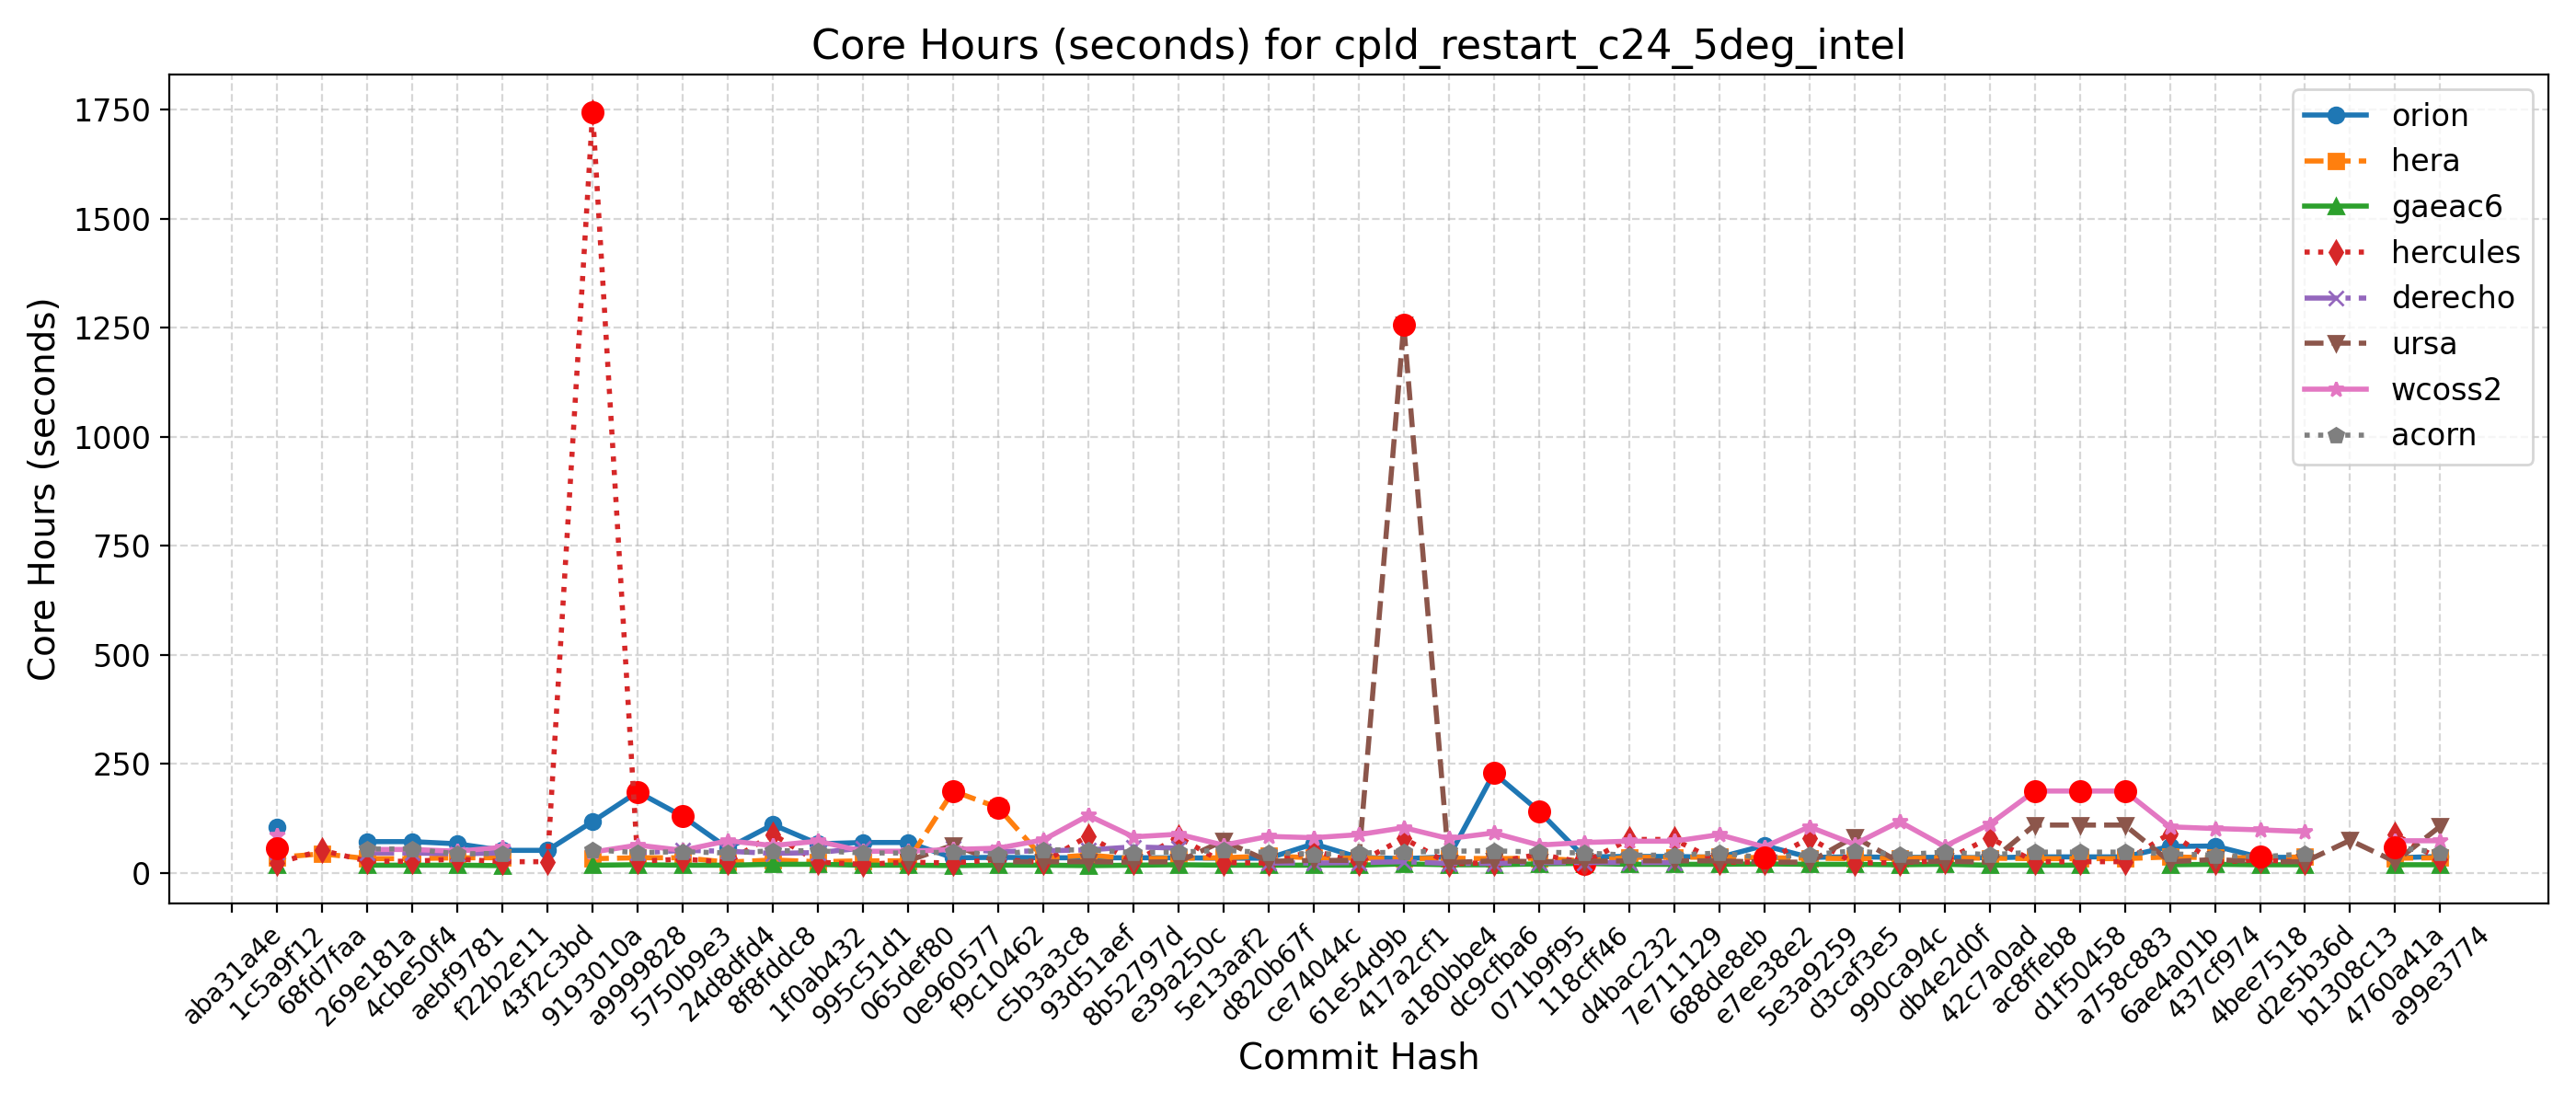 Core Hours (seconds) for cpld_restart_c24_5deg_intel
Core Hours (seconds)
1750
1500
1250
1000
750
500
250
0
orion
hera
gaeac6
hercules
derecho
ursa
wcoss2
acorn
aba31a4e
1c5a9f12
68fd7faa
269e181a
4cbe50f4
aebf9781
f22b2e11
43f2c3bd
9193010a
a9999828
5750b9e3
24d8dfd4
8f8fddc8
1f0ab432
995c51d1
065def80
0e960577
f9c10462
c5b3a3c8
93d51aef
8b52797d
e39a250c
5e13aaf2
d820b67f
ce74044c
61e54d9b
417a2cf1
a180bbe4
dc9cfba6
071b9f95
118cff46
d4bac232
7e711129
688de8eb
e7ee38e2
5e3a9259
d3caf3e5
990ca94c
db4e2d0f
42c7a0ad
ac8ffeb8
d1f50458
a758c883
6ae4a01b
437cf974
4bee7518
d2e5b36d
b1308c13
4760a41a
a99e3774
Commit Hash